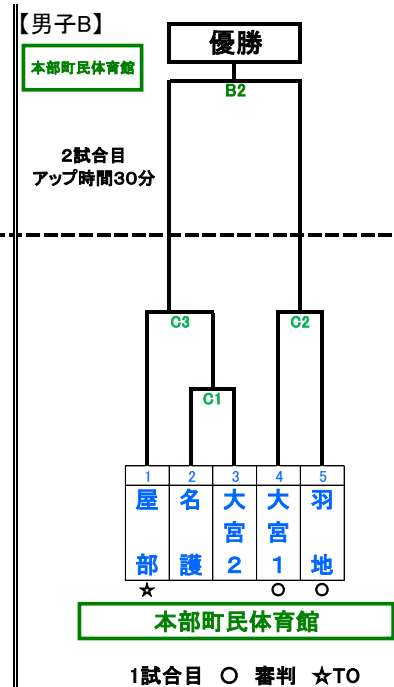 【男子B】
優勝
本部町民体育館
B2
2試合目
アップ時間30分
C3
C2
C1
1 2 3 4 5
屋部 名護 大宮2 大宮1 羽地
☆ ○ ○
本部町民体育館
1試合目 ○ 審判 ☆TO